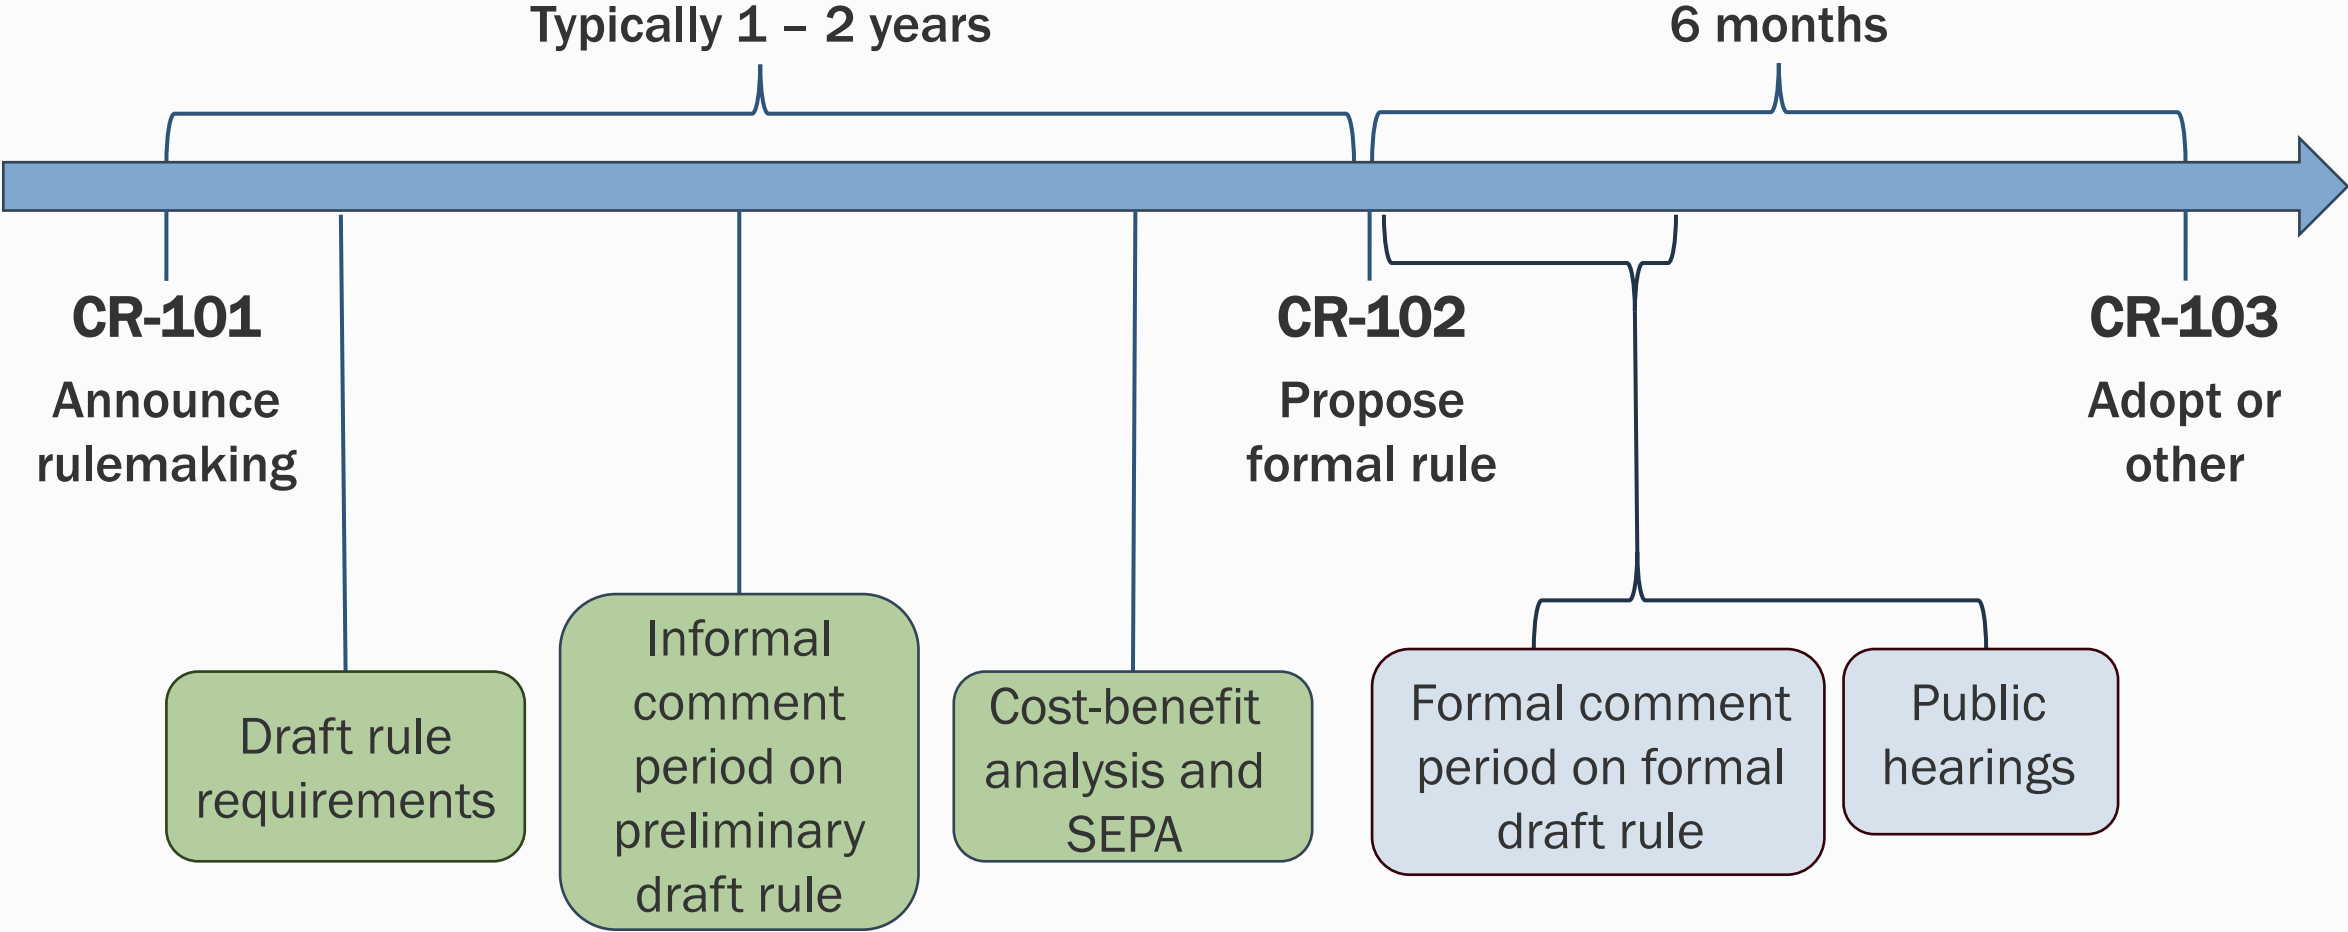 Typically 1 – 2 years
6 months
CR-101
Announce
rulemaking
CR-102
Propose
formal rule
CR-103
Adopt or
other
Draft rule
requirements
Informal
comment
period on
preliminary
draft rule
Cost-benefit
analysis and
SEPA
Formal comment
period on formal
draft rule
Public
hearings